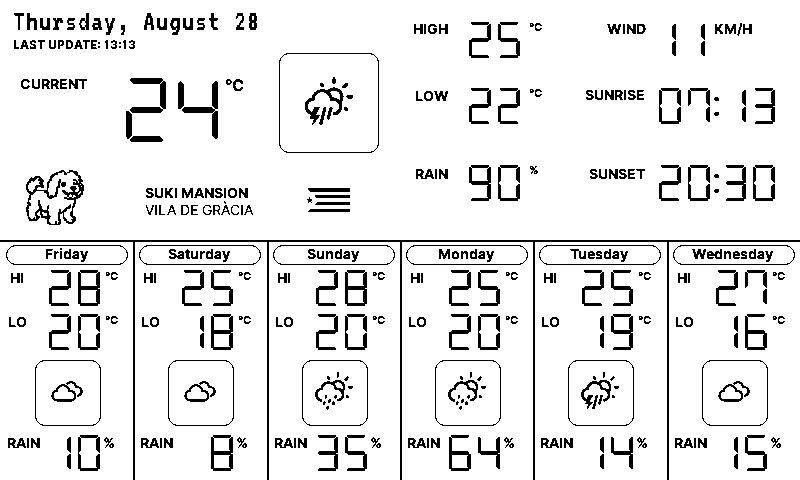 Thursday, August 28
LAST UPDATE: 13:13
CURRENT 24 °C
HIGH 25 °C
WIND 11 KM/H
LOW 22 °C
SUNRISE 07:13
RAIN 90 %
SUNSET 20:30
SUKI MANSION
VILA DE GRÀCIA
Friday
HI 28 °C
LO 20 °C
RAIN 10 %
Saturday
HI 25 °C
LO 18 °C
RAIN 8 %
Sunday
HI 28 °C
LO 20 °C
RAIN 35 %
Monday
HI 25 °C
LO 20 °C
RAIN 64 %
Tuesday
HI 25 °C
LO 19 °C
RAIN 14 %
Wednesday
HI 27 °C
LO 16 °C
RAIN 15 %